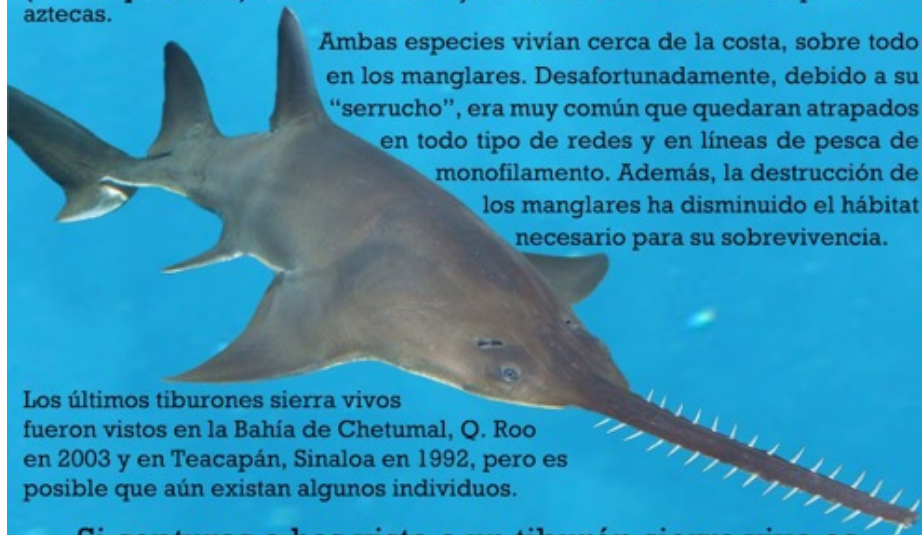 aztecas.
Ambas especies vivían cerca de la costa, sobre todo
en los manglares. Desafortunadamente, debido a su
“serrucho”, era muy común que quedaran atrapados
en todo tipo de redes y en líneas de pesca de
monofilamento. Además, la destrucción de
los manglares ha disminuido el hábitat
necesario para su sobrevivencia.
Los últimos tiburones sierra vivos
fueron vistos en la Bahía de Chetumal, Q. Roo
en 2003 y en Teacapán, Sinaloa en 1992, pero es
posible que aún existan algunos individuos.